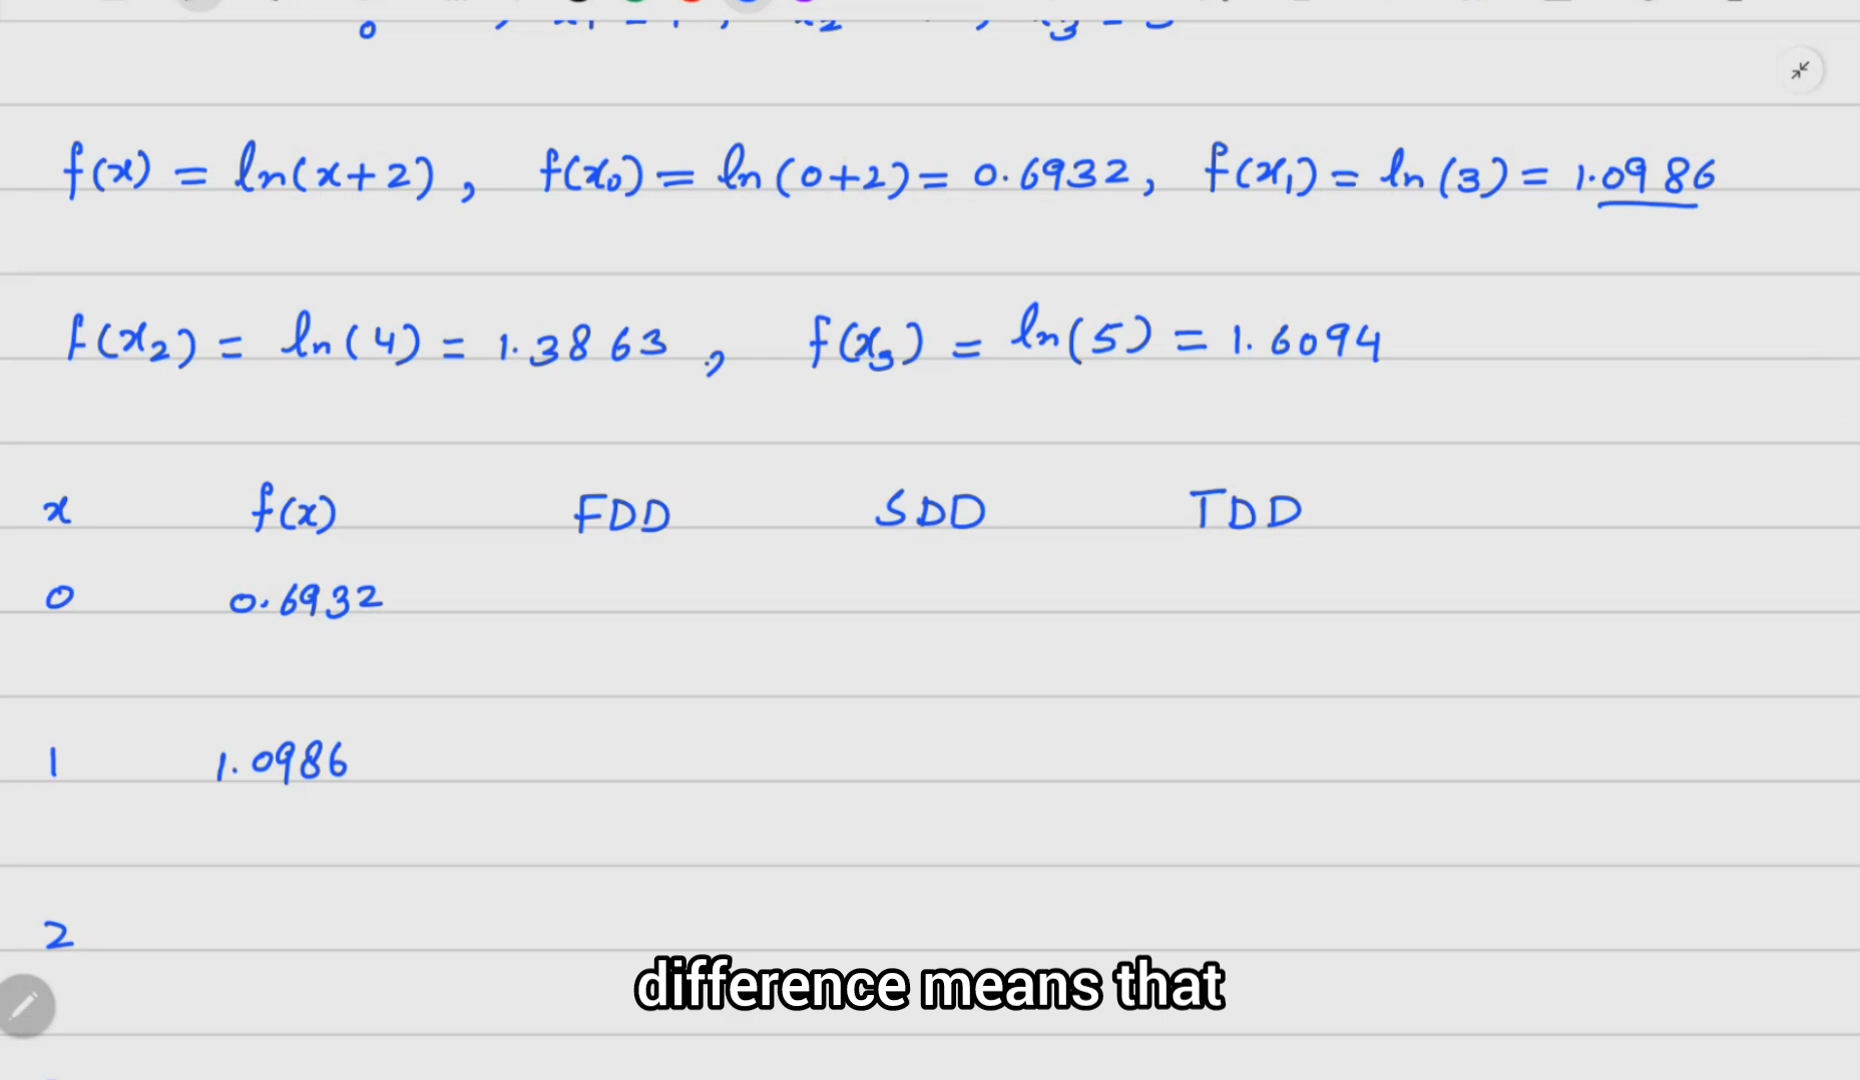 f(x) = ln(x+2), f(x₀) = ln(0+2) = 0.6932, f(x₁) = ln(3) = 1.0986
f(x₂) = ln(4) = 1.3863, f(x₃) = ln(5) = 1.6094
x f(x) FDD SDD TDD
0 0.6932
1 1.0986
2
difference means that